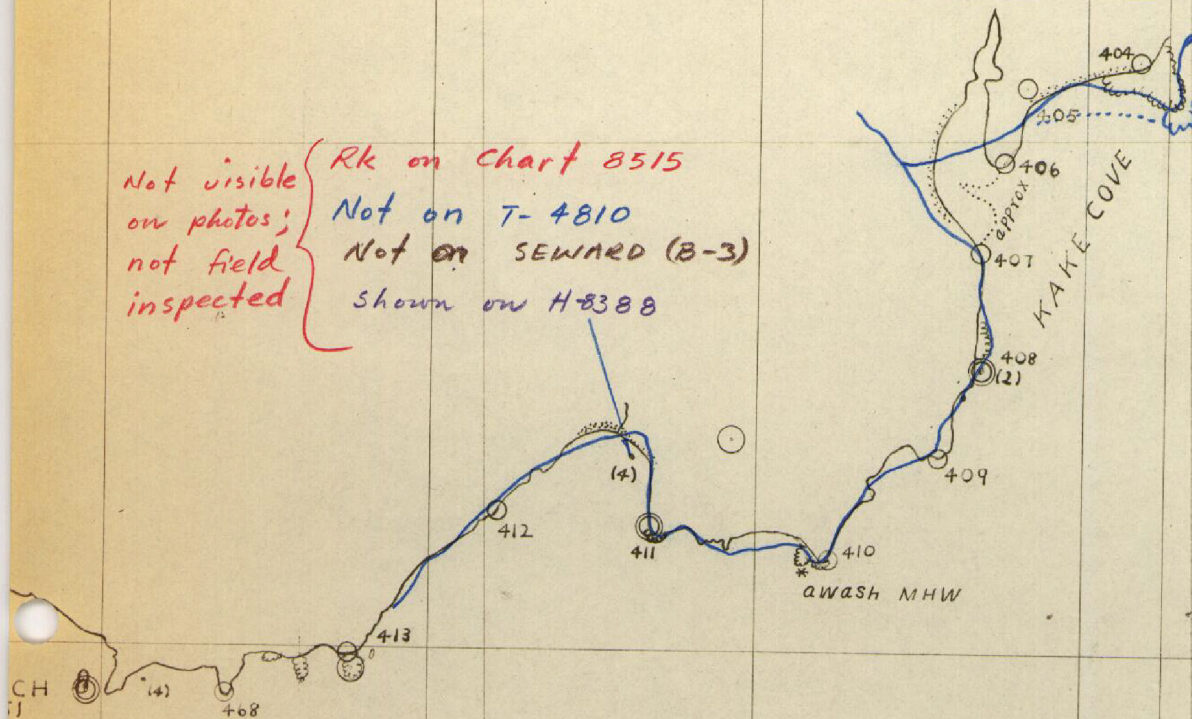 404
405
406
approx
KAKE COVE
407
Not visible
on photos;
not field
inspected
Rk on Chart 8515
Not on T-4810
Not on SEWARD (B-3)
Shown on H-8388
408
(2)
(4)
409
412
411
410
awash MHW
413
CH
(4)
468